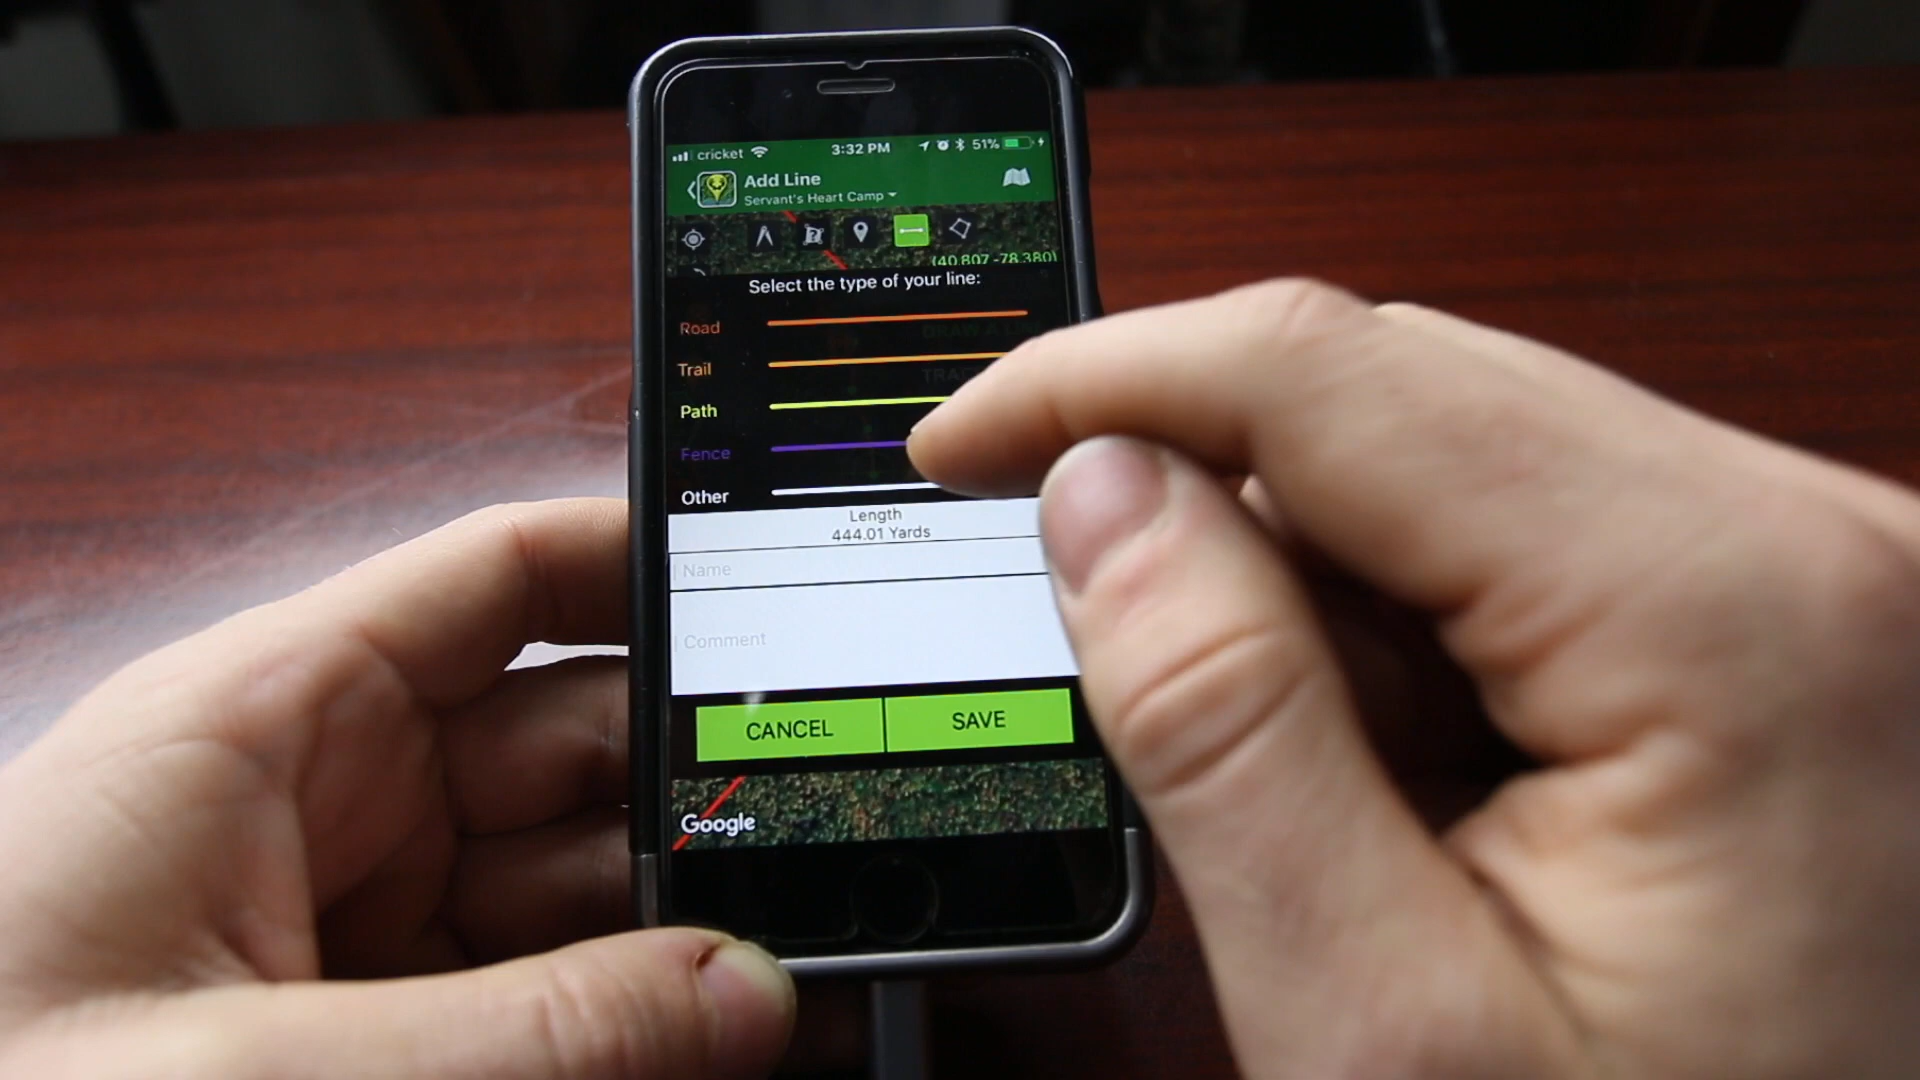 cricket 3:32 PM 51%
Add Line
Servant's Heart Camp
(40.807 -78.380)
Select the type of your line:
Road
DRAW A
Trail
Path
Fence
Other
Length
444.01 Yards
Name
Comment
CANCEL SAVE
Google